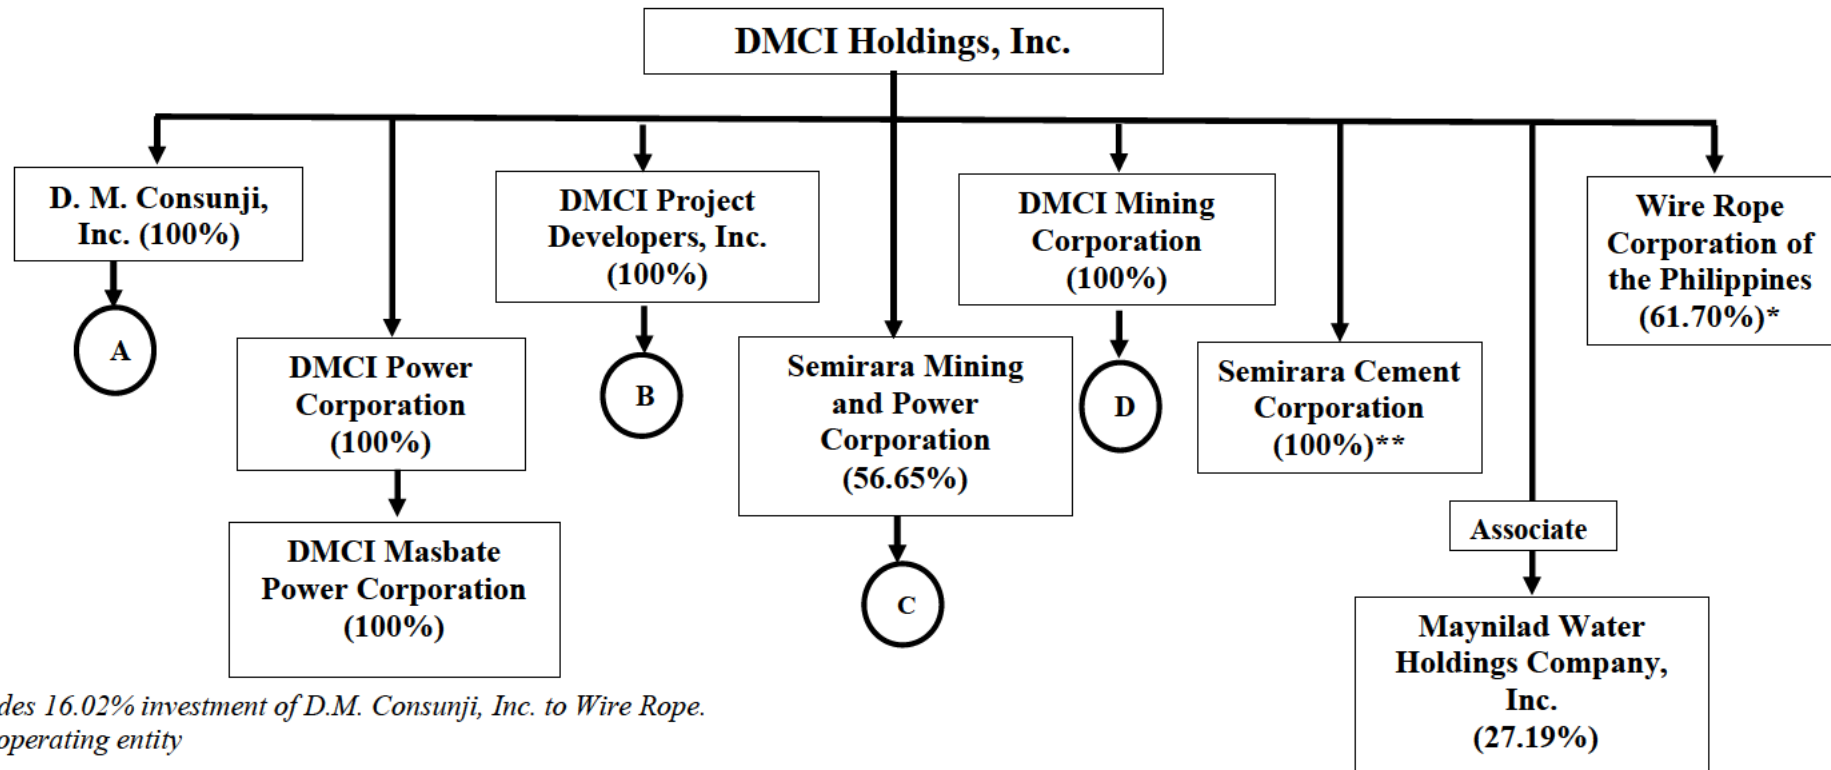 DMCI Holdings, Inc.
D. M. Consunji,
Inc. (100%)
A
DMCI Power
Corporation
(100%)
DMCI Masbate
Power Corporation
(100%)
DMCI Project
Developers, Inc.
(100%)
B
Semirara Mining
and Power
Corporation
(56.65%)
C
DMCI Mining
Corporation
(100%)
D
Semirara Cement
Corporation
(100%)**
Associate
Maynilad Water
Holdings Company,
Inc.
(27.19%)
Wire Rope
Corporation of
the Philippines
(61.70%)*
16.02% investment of D.M. Consunji, Inc. to Wire Rope.
operating entity